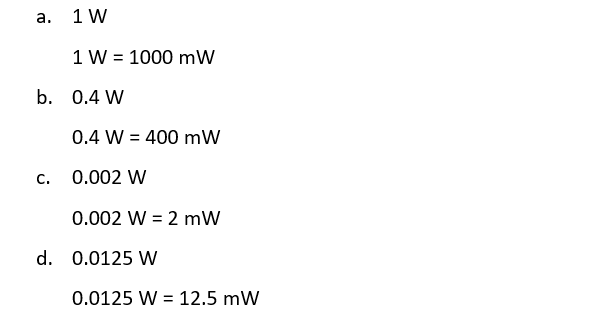 a. 1 W
1 W = 1000 mW
b. 0.4 W
0.4 W = 400 mW
c. 0.002 W
0.002 W = 2 mW
d. 0.0125 W
0.0125 W = 12.5 mW